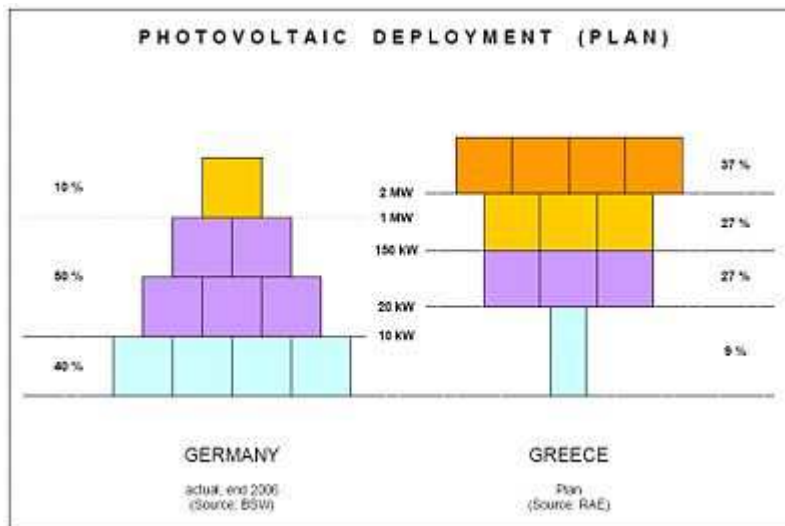 PHOTOVOLTAIC DEPLOYMENT (PLAN)
37 %
2 MW
10 %
1 MW
27 %
150 kW
50 %
27 %
20 kW
10 kW
40 %
9 %
GERMANY
GREECE
actual, end 2006
(Source: BSW)
Plan
(Source: RAE)